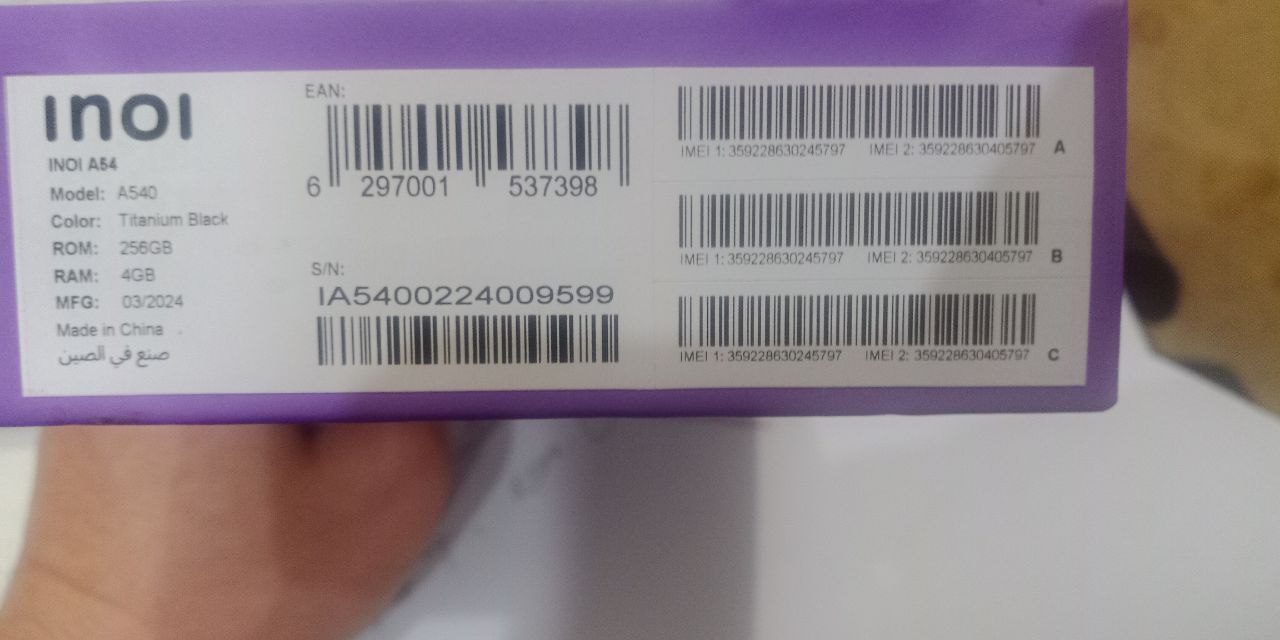 INOI
INOI A54
Model: A540
Color: Titanium Black
ROM: 256GB
RAM: 4GB
MFG: 03/2024
Made in China
صنع في الصين
EAN:
6 297001 537398
S/N:
IA5400224009599
IMEI 1: 359228630245797 IMEI 2: 359228630405797 A
IMEI 1: 359228630245797 IMEI 2: 359228630405797 B
IMEI 1: 359228630245797 IMEI 2: 359228630405797 C